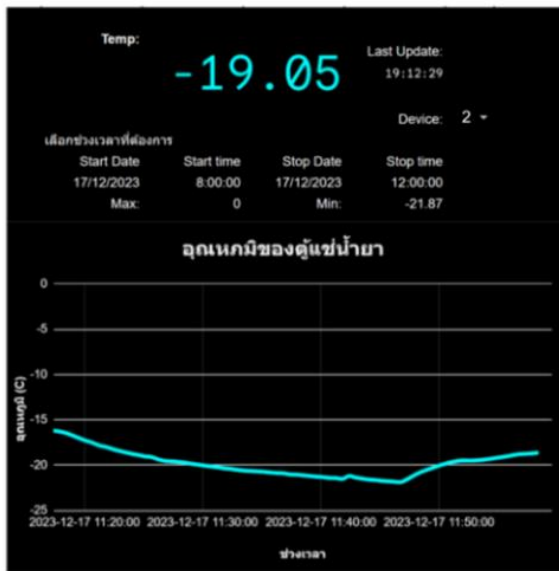 Temp:
-19.05
Last Update:
19:12:29
Device: 2
เลือกช่วงเวลาที่ต้องการ
Start Date Start time Stop Date Stop time
17/12/2023 8:00:00 17/12/2023 12:00:00
Max: 0 Min: -21.87
อุณหภูมิของตู้แช่น้ำยา
0
-5
-10
-15
-20
-25
อุณหภูมิ (C)
2023-12-17 11:20:00 2023-12-17 11:30:00 2023-12-17 11:40:00 2023-12-17 11:50:00
ช่วงเวลา